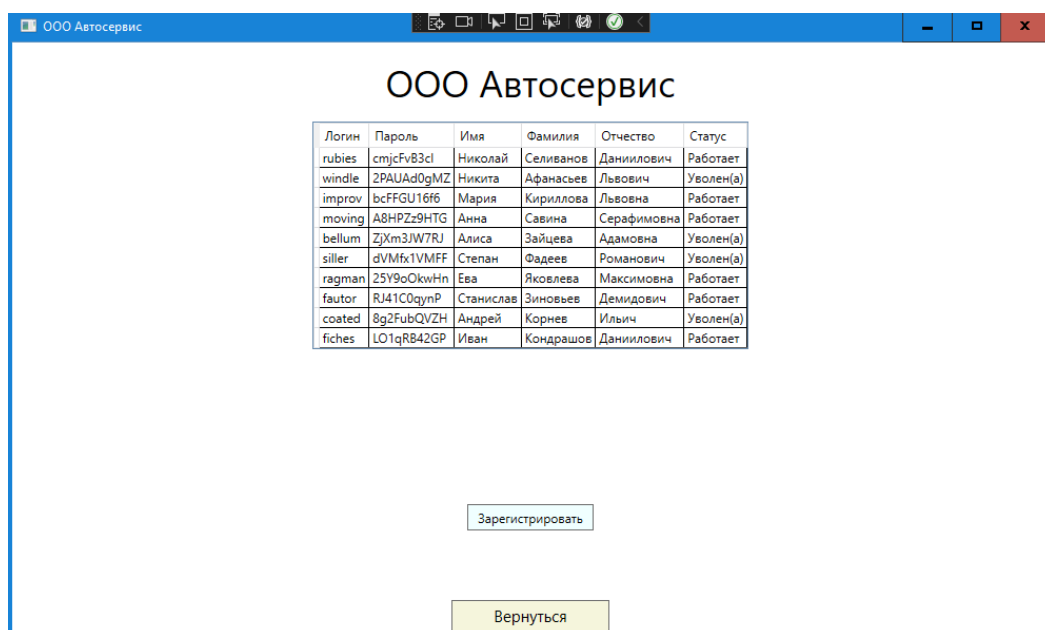 ООО Автосервис
ООО Автосервис
Логин Пароль Имя Фамилия Отчество Статус
rubies cmjcFvB3cl Николай Селиванов Даниилович Работает
windle 2PAUAd0gMZ Никита Афанасьев Львович Уволен(а)
improv bcFFGU16f6 Мария Кириллова Львовна Работает
moving A8HPZz9HTG Анна Савина Серафимовна Работает
bellum ZjXm3JW7RJ Алиса Зайцева Адамовна Уволен(а)
siller dVMfx1VMFF Степан Фадеев Романович Уволен(а)
ragman 25Y9oOkwHn Ева Яковлева Максимовна Работает
fautor RJ41C0qynP Станислав Зиновьев Демидович Работает
coated 8g2FubQVZH Андрей Корнев Ильич Уволен(а)
fiches LO1qRB42GP Иван Кондрашов Даниилович Работает
Зарегистрировать
Вернуться